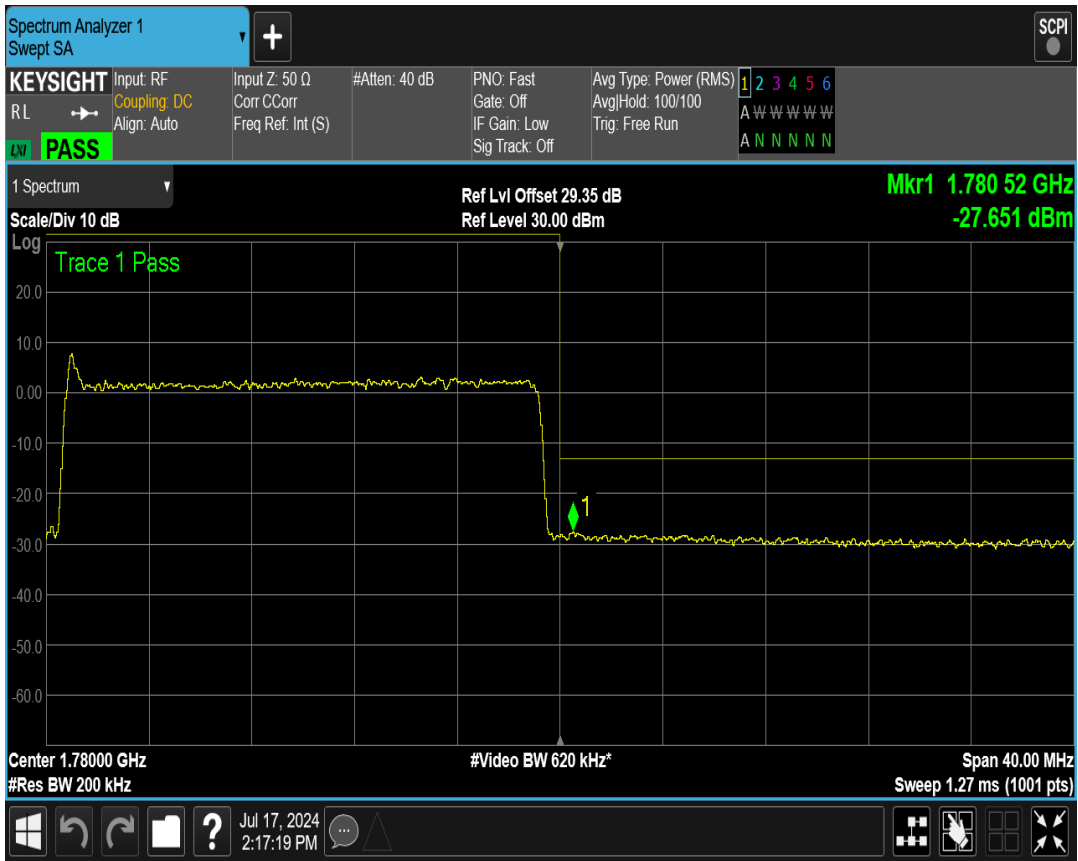 Spectrum Analyzer 1
Swept SA
SCPI
KEYSIGHT
R L
LXI
PASS
Input: RF
Coupling: DC
Align: Auto
Input Z: 50 Ω
Corr CCorr
Freq Ref: Int (S)
#Atten: 40 dB
PNO: Fast
Gate: Off
IF Gain: Low
Sig Track: Off
Avg Type: Power (RMS)
Avg|Hold: 100/100
Trig: Free Run
1 2 3 4 5 6
A W W W W W
A N N N N N
1 Spectrum
Scale/Div 10 dB
Ref Lvl Offset 29.35 dB
Ref Level 30.00 dBm
Mkr1 1.780 52 GHz
-27.651 dBm
Log
Trace 1 Pass
20.0
10.0
0.00
-10.0
-20.0
1
-30.0
-40.0
-50.0
-60.0
Center 1.78000 GHz
#Video BW 620 kHz*
Span 40.00 MHz
#Res BW 200 kHz
Sweep 1.27 ms (1001 pts)
Jul 17, 2024
2:17:19 PM